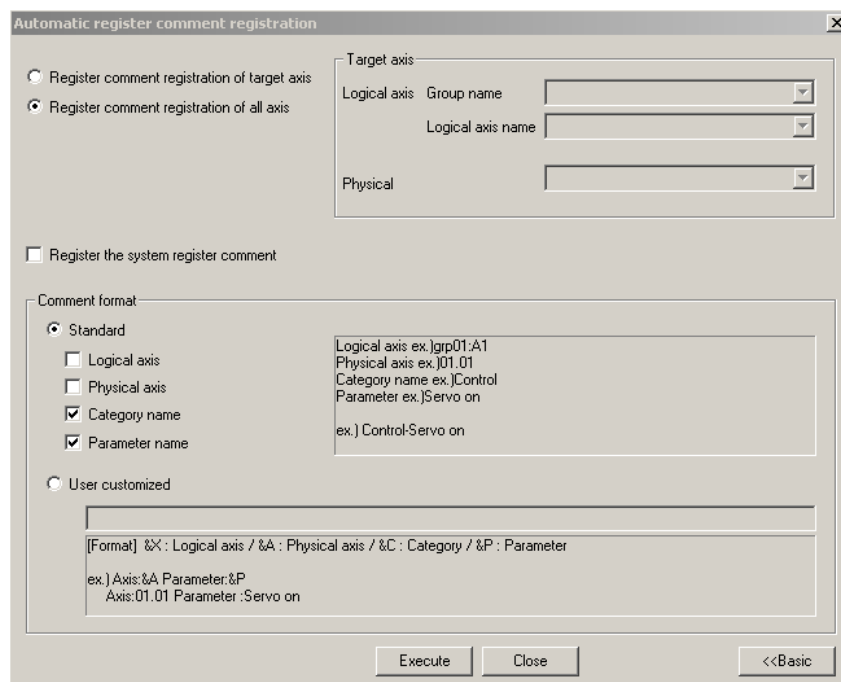 Automatic register comment registration
Register comment registration of target axis
Register comment registration of all axis
Target axis
Logical axis Group name
Logical axis name
Physical
Register the system register comment
Comment format
Standard
Logical axis
Physical axis
Category name
Parameter name
Logical axis ex.)grp01:A1
Physical axis ex.)01.01
Category name ex.)Control
Parameter ex.)Servo on
ex.) Control-Servo on
User customized
[Format] &X : Logical axis / &A : Physical axis / &C : Category / &P : Parameter
ex.) Axis:&A Parameter:&P
Axis:01.01 Parameter :Servo on
Execute
Close
<<Basic